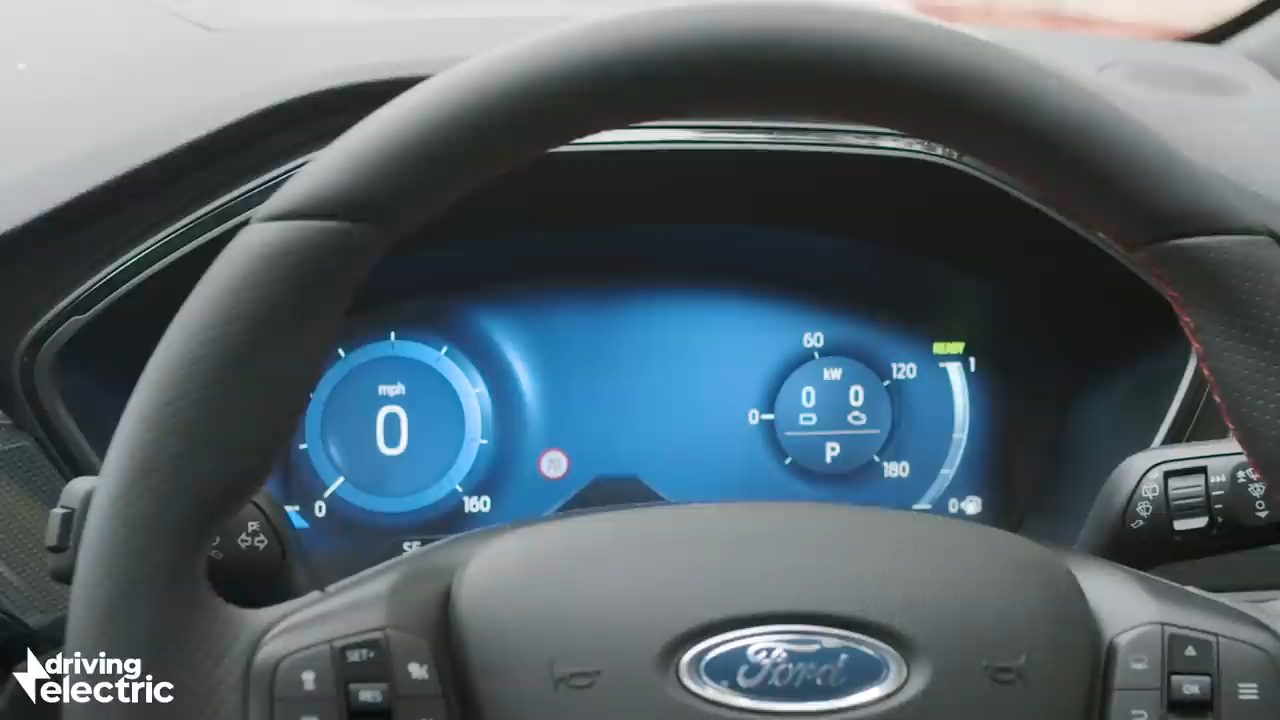 60
READY
1
kW
120
mph
0 0
0
0
P
180
0
160
0
70
SET+
RES
OK
Ford
driving
electric